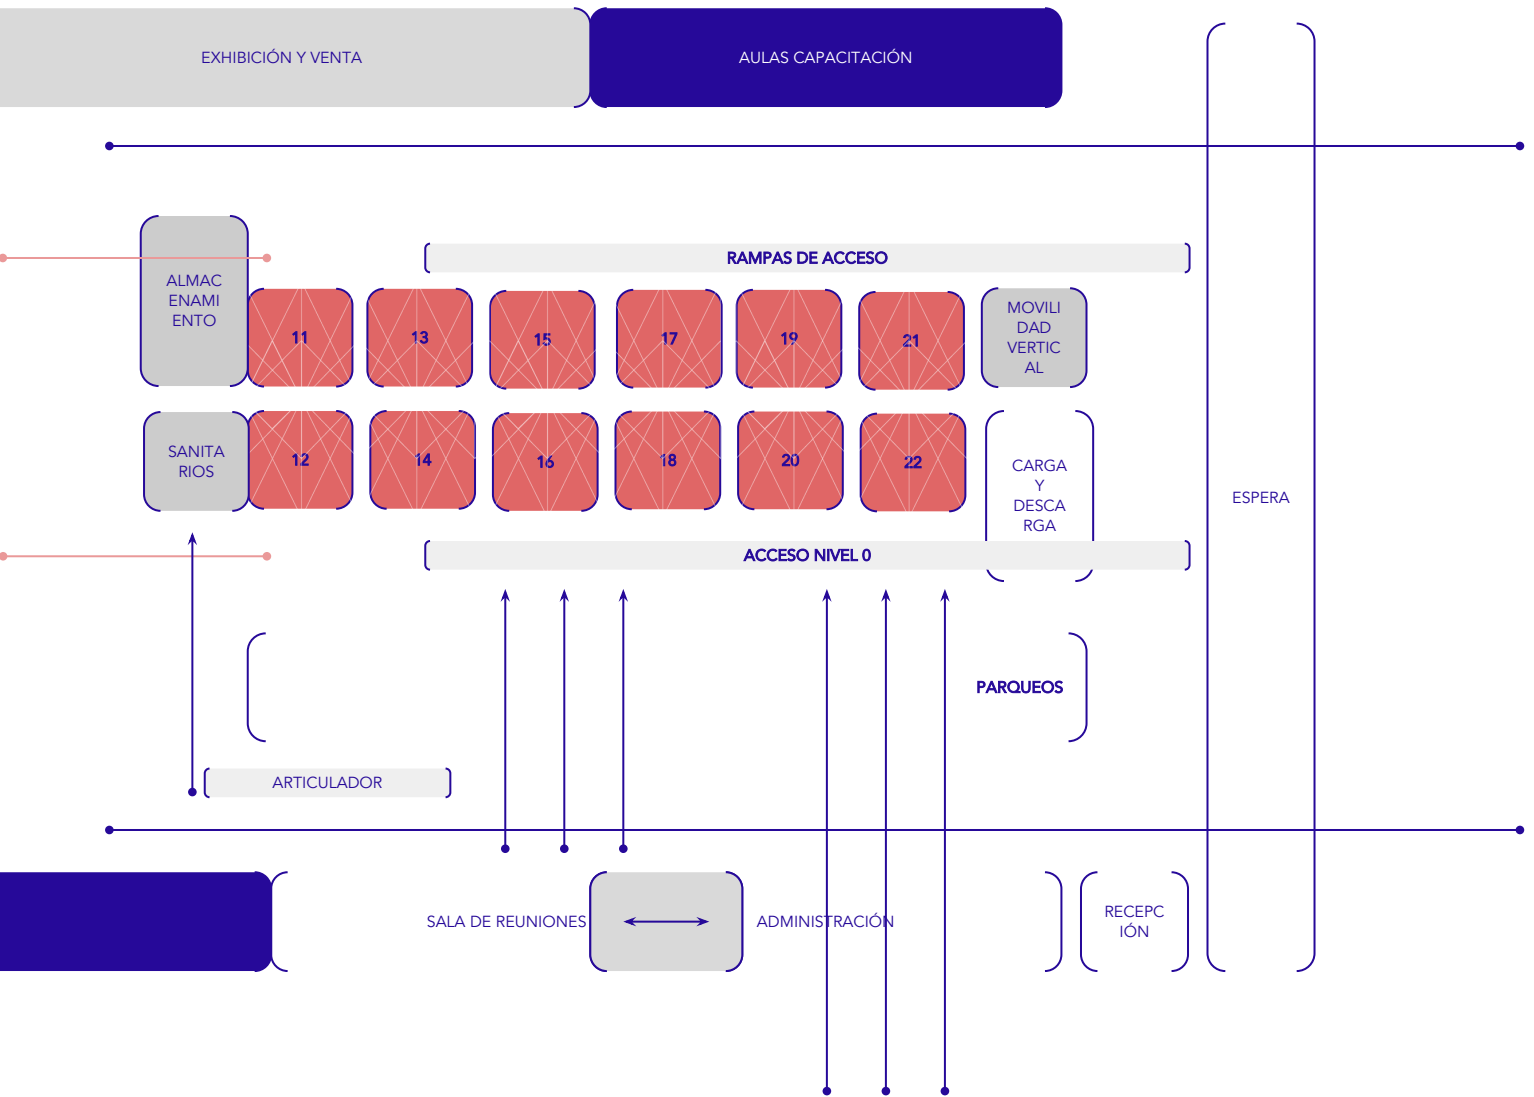 EXHIBICIÓN Y VENTA
AULAS CAPACITACIÓN
RAMPAS DE ACCESO
ALMAC
ENAMI
ENTO
11
13
15
17
19
21
MOVILI
DAD
VERTIC
AL
SANITA
RIOS
12
14
16
18
20
22
CARGA
Y
DESCA
RGA
ESPERA
ACCESO NIVEL 0
PARQUEOS
ARTICULADOR
SALA DE REUNIONES
ADMINISTRACIÓN
RECEPC
IÓN